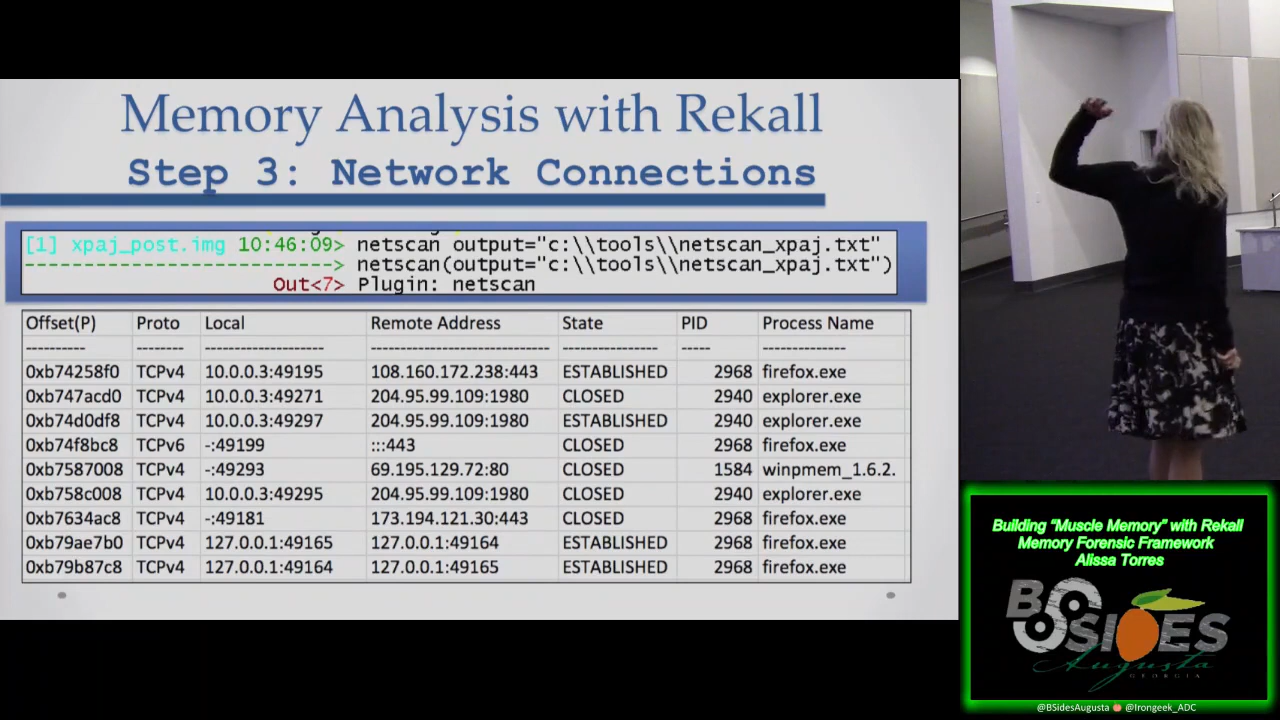 Memory Analysis with Rekall
Step 3: Network Connections
[1] xpaj_post.img 10:46:09> netscan output="c:\\tools\\netscan_xpaj.txt"
--------------------------> netscan(output="c:\\tools\\netscan_xpaj.txt")
Out<7> Plugin: netscan
Offset(P) Proto Local Remote Address State PID Process Name
---------- -------- ------------------- ----------------------------- --------------- ----- -------------
0xb74258f0 TCPv4 10.0.0.3:49195 108.160.172.238:443 ESTABLISHED 2968 firefox.exe
0xb747acd0 TCPv4 10.0.0.3:49271 204.95.99.109:1980 CLOSED 2940 explorer.exe
0xb74d0df8 TCPv4 10.0.0.3:49297 204.95.99.109:1980 ESTABLISHED 2940 explorer.exe
0xb74f8bc8 TCPv6 -:49199 :::443 CLOSED 2968 firefox.exe
0xb7587008 TCPv4 -:49293 69.195.129.72:80 CLOSED 1584 winpmem_1.6.2.
0xb758c008 TCPv4 10.0.0.3:49295 204.95.99.109:1980 CLOSED 2940 explorer.exe
0xb7634ac8 TCPv4 -:49181 173.194.121.30:443 CLOSED 2968 firefox.exe
0xb79ae7b0 TCPv4 127.0.0.1:49165 127.0.0.1:49164 ESTABLISHED 2968 firefox.exe
0xb79b87c8 TCPv4 127.0.0.1:49164 127.0.0.1:49165 ESTABLISHED 2968 firefox.exe
Building “Muscle Memory” with Rekall
Memory Forensic Framework
Alissa Torres
BSIDES
Augusta
GEORGIA
@BSidesAugusta @Irongeek_ADC